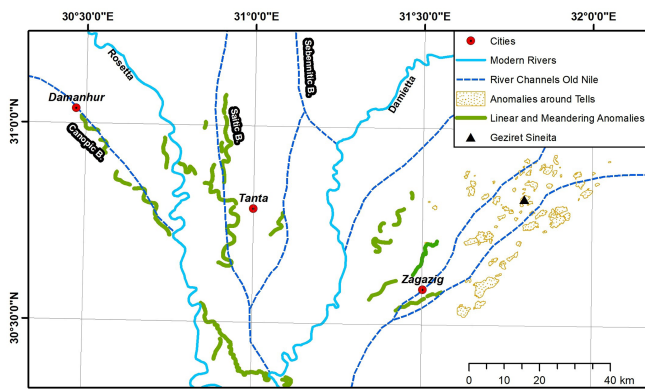 30°30'0"E
31°0'0"E
31°30'0"E
32°0'0"E
31°0'0"N
30°30'0"N
Rosetta
Sebennitic B.
Damietta
Damanhur
Canopic B.
Saitic B.
Tanta
Zagazig
Cities
Modern Rivers
River Channels Old Nile
Anomalies around Tells
Linear and Meandering Anomalies
Geziret Sineita
0 5 10 20 30 40 km